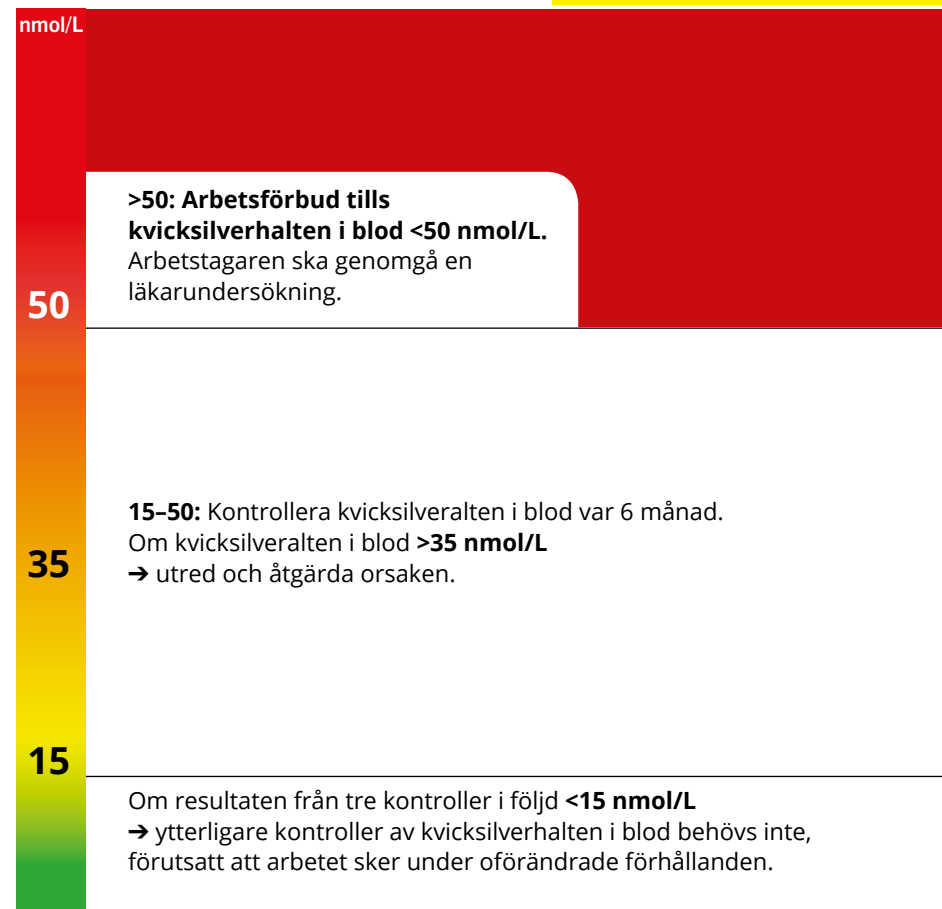 nmol/L
>50: Arbetsförbud tills
kvicksilverhalten i blod <50 nmol/L.
Arbetstagaren ska genomgå en
läkarundersökning.
50
15–50: Kontrollera kvicksilveralten i blod var 6 månad.
Om kvicksilveralten i blod >35 nmol/L
➔ utred och åtgärda orsaken.
35
15
Om resultaten från tre kontroller i följd <15 nmol/L
➔ ytterligare kontroller av kvicksilverhalten i blod behövs inte,
förutsatt att arbetet sker under oförändrade förhållanden.